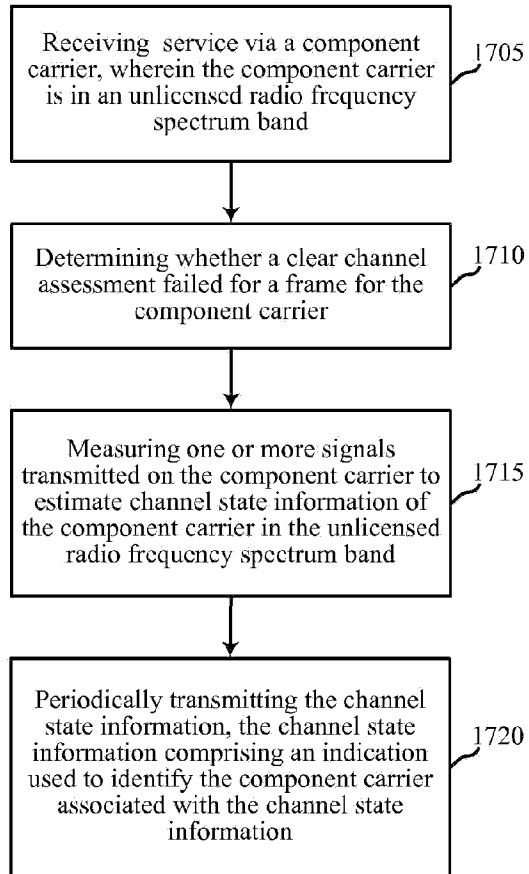 Receiving service via a component
carrier, wherein the component carrier
is in an unlicensed radio frequency
spectrum band
1705
Determining whether a clear channel
assessment failed for a frame for the
component carrier
1710
Measuring one or more signals
transmitted on the component carrier to
estimate channel state information of
the component carrier in the unlicensed
radio frequency spectrum band
1715
Periodically transmitting the channel
state information, the channel state
information comprising an indication
used to identify the component carrier
associated with the channel state
information
1720